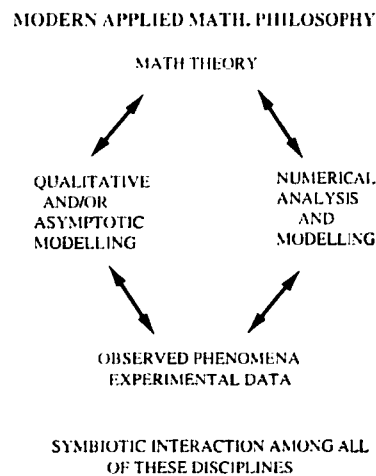 MODERN APPLIED MATH. PHILOSOPHY
MATH THEORY
QUALITATIVE
AND/OR
ASYMPTOTIC
MODELLING
NUMERICAL
ANALYSIS
AND
MODELLING
OBSERVED PHENOMENA
EXPERIMENTAL DATA
SYMBIOTIC INTERACTION AMONG ALL
OF THESE DISCIPLINES